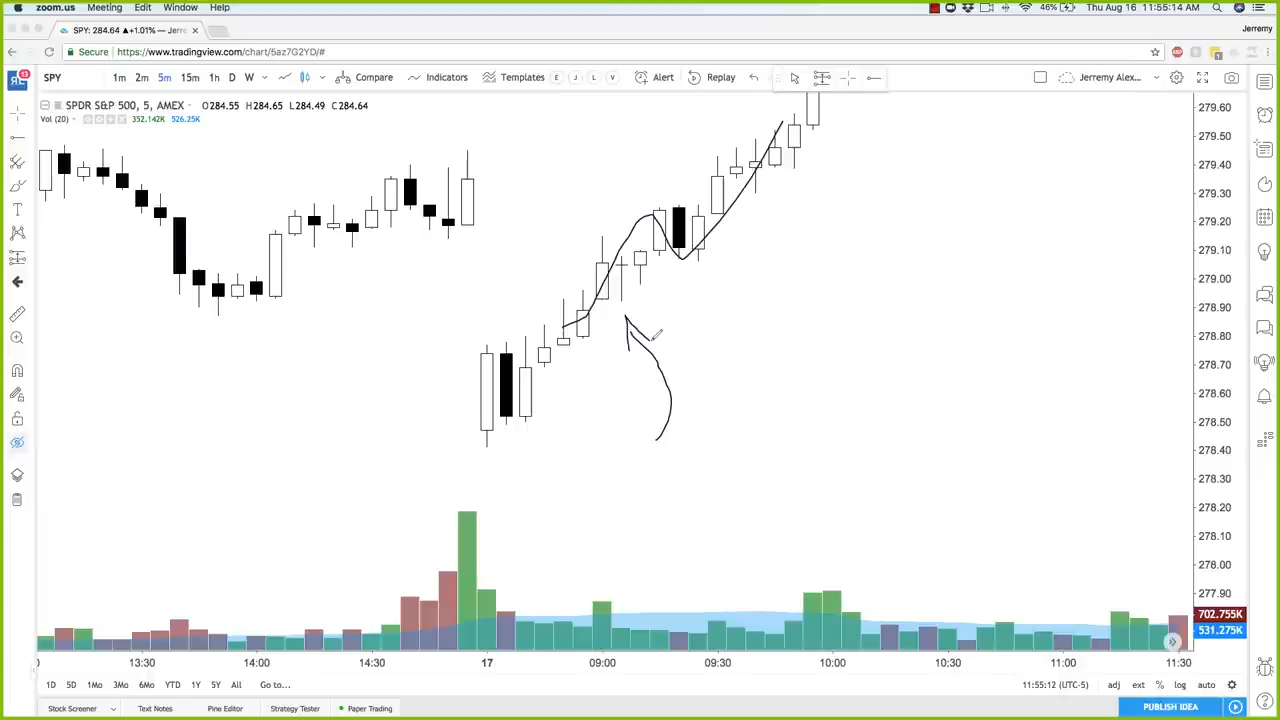 zoom.us Meeting Edit Window Help 46% Thu Aug 16 11:55:14 AM
SPY: 284.64 ▲+1.01% — Jerre ×
Jerremy
Secure https://www.tradingview.com/chart/5az7G2YD/#
SPY 1m 2m 5m 15m 1h D W Compare Indicators Templates E J L V Alert Replay Jerremy Alex...
13
SPDR S&P 500, 5, AMEX O284.55 H284.65 L284.49 C284.64
Vol (20) 352.142K 526.25K
279.60
279.50
279.40
279.30
279.20
279.10
279.00
278.90
278.80
278.70
278.60
278.50
278.40
278.30
278.20
278.10
278.00
277.90
702.755K
531.275K
13:30 14:00 14:30 17 09:00 09:30 10:00 10:30 11:00 11:30
1D 5D 1Mo 3Mo 6Mo YTD 1Y 5Y All Go to... 11:55:12 (UTC-5) adj ext % log auto
Stock Screener Text Notes Pine Editor Strategy Tester Paper Trading PUBLISH IDEA